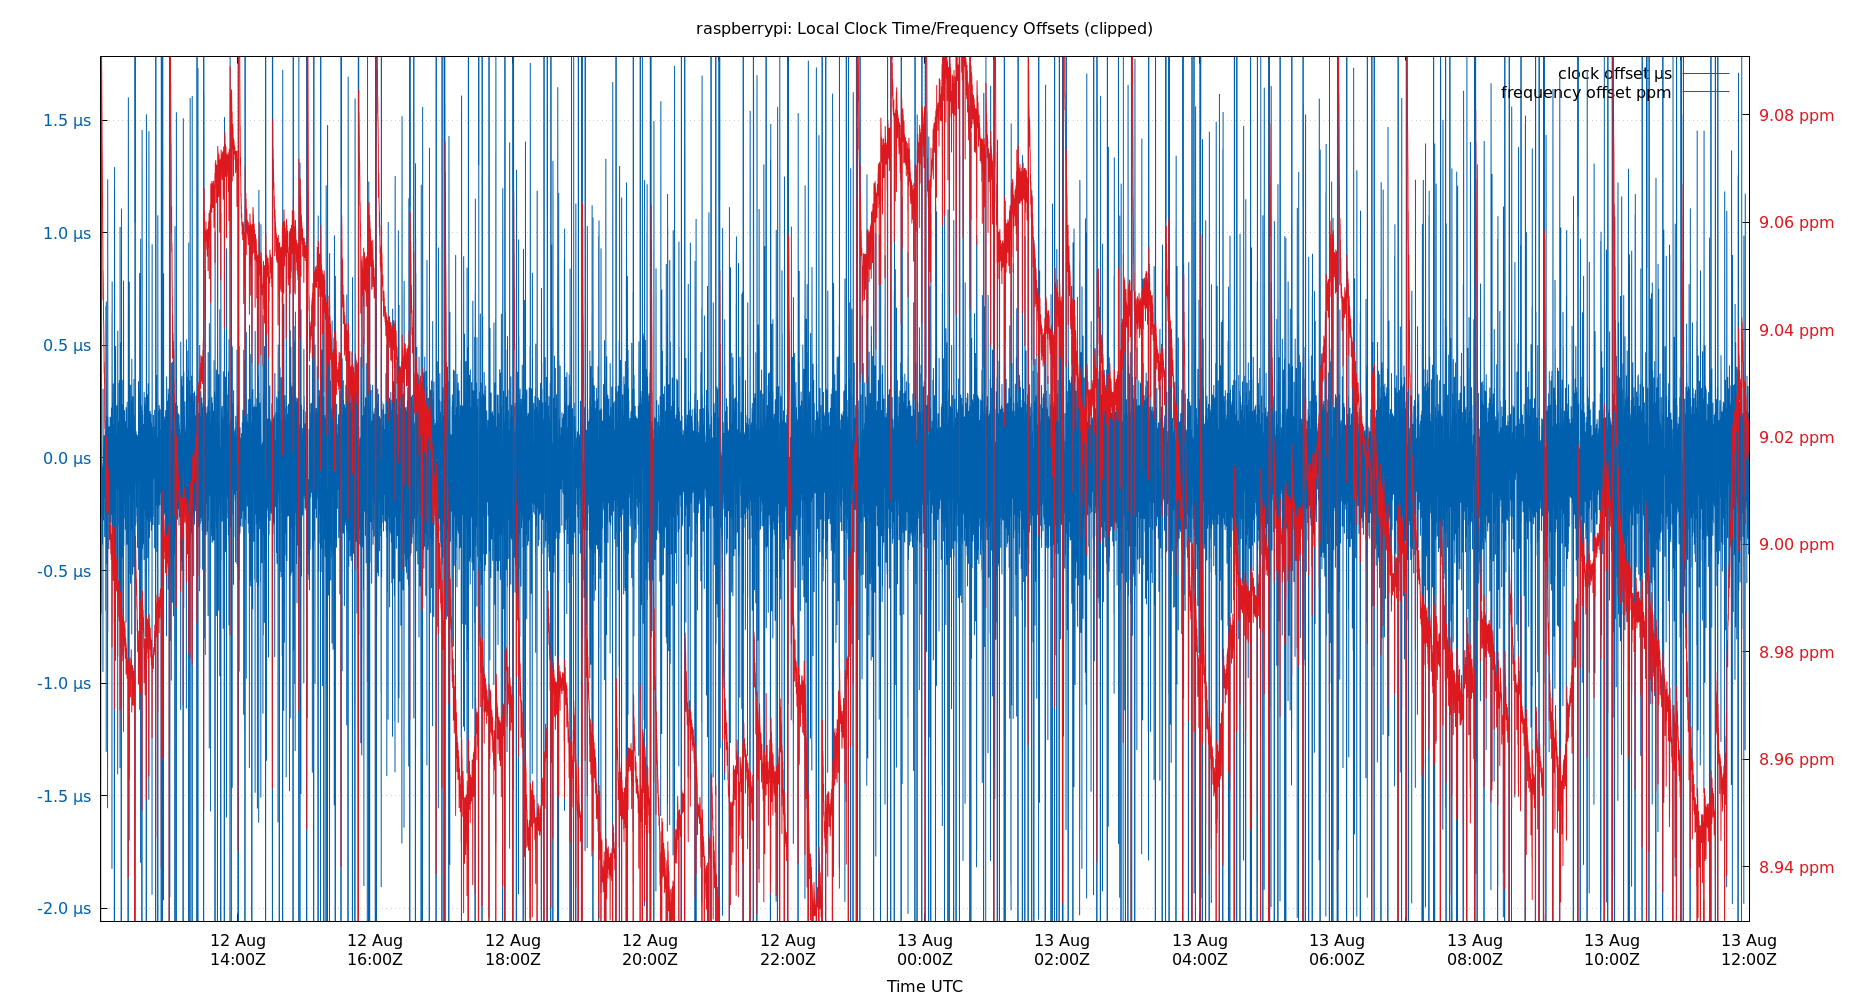 raspberrypi: Local Clock Time/Frequency Offsets (clipped)
clock offset µs
frequency offset ppm
1.5 µs
1.0 µs
0.5 µs
0.0 µs
-0.5 µs
-1.0 µs
-1.5 µs
-2.0 µs
9.08 ppm
9.06 ppm
9.04 ppm
9.02 ppm
9.00 ppm
8.98 ppm
8.96 ppm
8.94 ppm
12 Aug 12 Aug 12 Aug 12 Aug 12 Aug 13 Aug 13 Aug 13 Aug 13 Aug 13 Aug 13 Aug 13 Aug
14:00Z 16:00Z 18:00Z 20:00Z 22:00Z 00:00Z 02:00Z 04:00Z 06:00Z 08:00Z 10:00Z 12:00Z
Time UTC